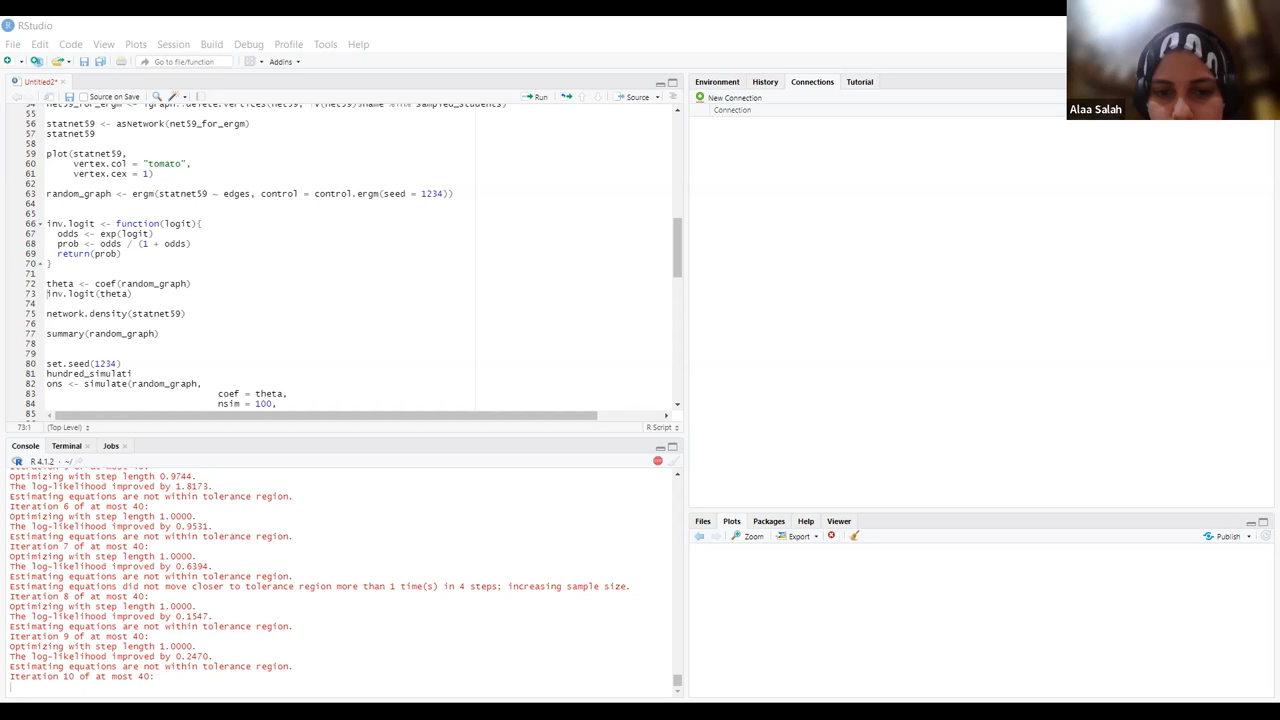 RStudio
File Edit Code View Plots Session Build Debug Profile Tools Help
Go to file/function Addins
Untitled2*
Source on Save Run Source
54 net59_for_ergm <- igraph::delete.vertices(net59, !V(net59)$name %in% sampled_students)
55
56 statnet59 <- asNetwork(net59_for_ergm)
57 statnet59
58
59 plot(statnet59,
60 vertex.col = "tomato",
61 vertex.cex = 1)
62
63 random_graph <- ergm(statnet59 ~ edges, control = control.ergm(seed = 1234))
64
65
66 inv.logit <- function(logit){
67 odds <- exp(logit)
68 prob <- odds / (1 + odds)
69 return(prob)
70 }
71
72 theta <- coef(random_graph)
73 inv.logit(theta)
74
75 network.density(statnet59)
76
77 summary(random_graph)
78
79
80 set.seed(1234)
81 hundred_simulati
82 ons <- simulate(random_graph,
83 coef = theta,
84 nsim = 100,
85
73:1 (Top Level) R Script
Console Terminal Jobs
R 4.1.2 · ~/
Optimizing with step length 0.9744.
The log-likelihood improved by 1.8173.
Estimating equations are not within tolerance region.
Iteration 6 of at most 40:
Optimizing with step length 1.0000.
The log-likelihood improved by 0.9531.
Estimating equations are not within tolerance region.
Iteration 7 of at most 40:
Optimizing with step length 1.0000.
The log-likelihood improved by 0.6394.
Estimating equations are not within tolerance region.
Estimating equations did not move closer to tolerance region more than 1 time(s) in 4 steps; increasing sample size.
Iteration 8 of at most 40:
Optimizing with step length 1.0000.
The log-likelihood improved by 0.1547.
Estimating equations are not within tolerance region.
Iteration 9 of at most 40:
Optimizing with step length 1.0000.
The log-likelihood improved by 0.2470.
Estimating equations are not within tolerance region.
Iteration 10 of at most 40:
Environment History Connections Tutorial
New Connection
Connection
Files Plots Packages Help Viewer
Zoom Export Publish
Alaa Salah